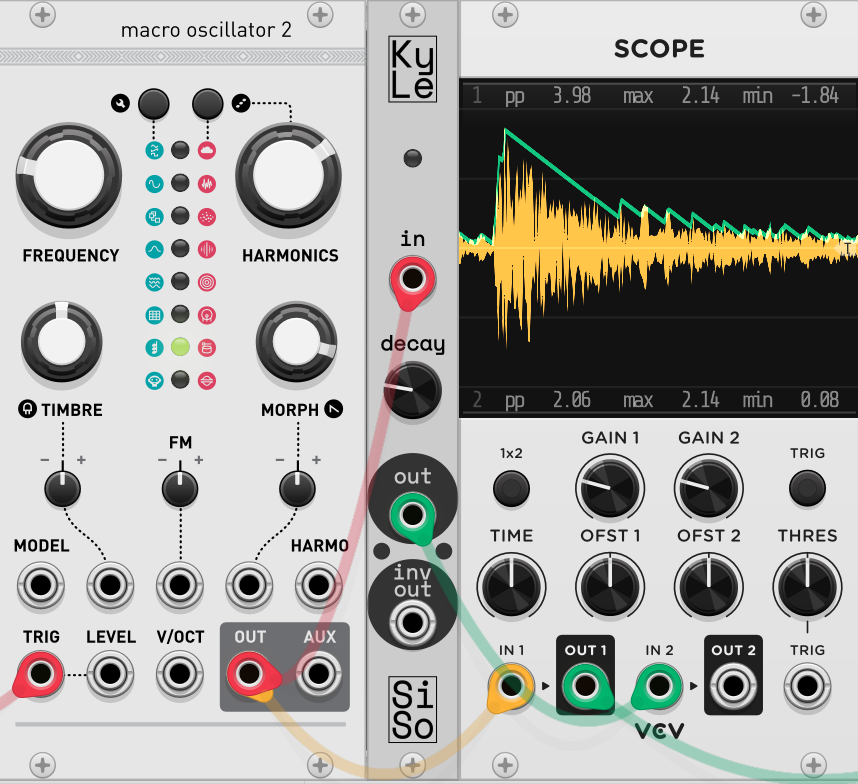 macro oscillator 2
FREQUENCY
HARMONICS
TIMBRE
MORPH
FM
- +
- +
- +
MODEL
HARMO
TRIG
LEVEL
V/OCT
OUT
AUX
Ky
Le
in
decay
out
inv
out
Si
So
SCOPE
1 pp 3.98 max 2.14 min -1.84
T
2 pp 2.06 max 2.14 min 0.08
1x2
GAIN 1
GAIN 2
TRIG
TIME
OFST 1
OFST 2
THRES
IN 1
OUT 1
IN 2
OUT 2
TRIG
VCV